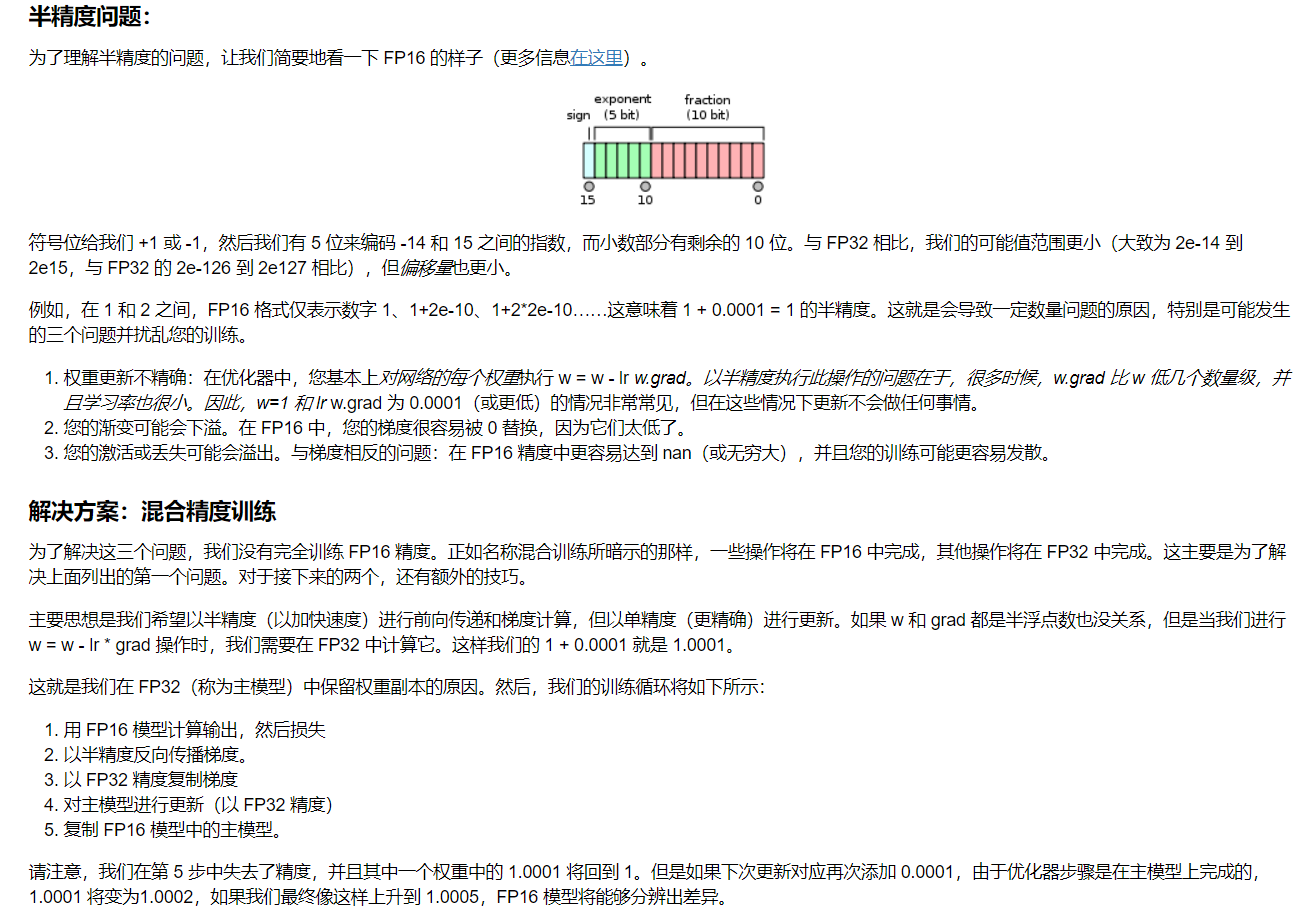 半精度问题：
为了理解半精度的问题，让我们简要地看一下 FP16 的样子（更多信息在这里）。
exponent fraction
sign (5 bit) (10 bit)
15 10 0
符号位给我们 +1 或 -1，然后我们有 5 位来编码 -14 和 15 之间的指数，而小数部分有剩余的 10 位。与 FP32 相比，我们的可能值范围更小（大致为 2e-14 到
2e15，与 FP32 的 2e-126 到 2e127 相比），但偏移量也更小。
例如，在 1 和 2 之间，FP16 格式仅表示数字 1、1+2e-10、1+2*2e-10……这意味着 1 + 0.0001 = 1 的半精度。这就是会导致一定数量问题的原因，特别是可能发生
的三个问题并扰乱您的训练。
1. 权重更新不精确：在优化器中，您基本上对网络的每个权重执行 w = w - lr w.grad。以半精度执行此操作的问题在于，很多时候，w.grad 比 w 低几个数量级，并
且学习率也很小。因此，w=1 和 lr w.grad 为 0.0001（或更低）的情况非常常见，但在这些情况下更新不会做任何事情。
2. 您的渐变可能会下溢。在 FP16 中，您的梯度很容易被 0 替换，因为它们太低了。
3. 您的激活或丢失可能会溢出。与梯度相反的问题：在 FP16 精度中更容易达到 nan（或无穷大），并且您的训练可能更容易发散。
解决方案：混合精度训练
为了解决这三个问题，我们没有完全训练 FP16 精度。正如名称混合训练所暗示的那样，一些操作将在 FP16 中完成，其他操作将在 FP32 中完成。这主要是为了解
决上面列出的第一个问题。对于接下来的两个，还有额外的技巧。
主要思想是我们希望以半精度（以加快速度）进行前向传递和梯度计算，但以单精度（更精确）进行更新。如果 w 和 grad 都是半浮点数也没关系，但是当我们进行
w = w - lr * grad 操作时，我们需要在 FP32 中计算它。这样我们的 1 + 0.0001 就是 1.0001。
这就是我们在 FP32（称为主模型）中保留权重副本的原因。然后，我们的训练循环将如下所示：
1. 用 FP16 模型计算输出，然后损失
2. 以半精度反向传播梯度。
3. 以 FP32 精度复制梯度
4. 对主模型进行更新（以 FP32 精度）
5. 复制 FP16 模型中的主模型。
请注意，我们在第 5 步中失去了精度，并且其中一个权重中的 1.0001 将回到 1。但是如果下次更新对应再次添加 0.0001，由于优化器步骤是在主模型上完成的，
1.0001 将变为1.0002，如果我们最终像这样上升到 1.0005，FP16 模型将能够分辨出差异。